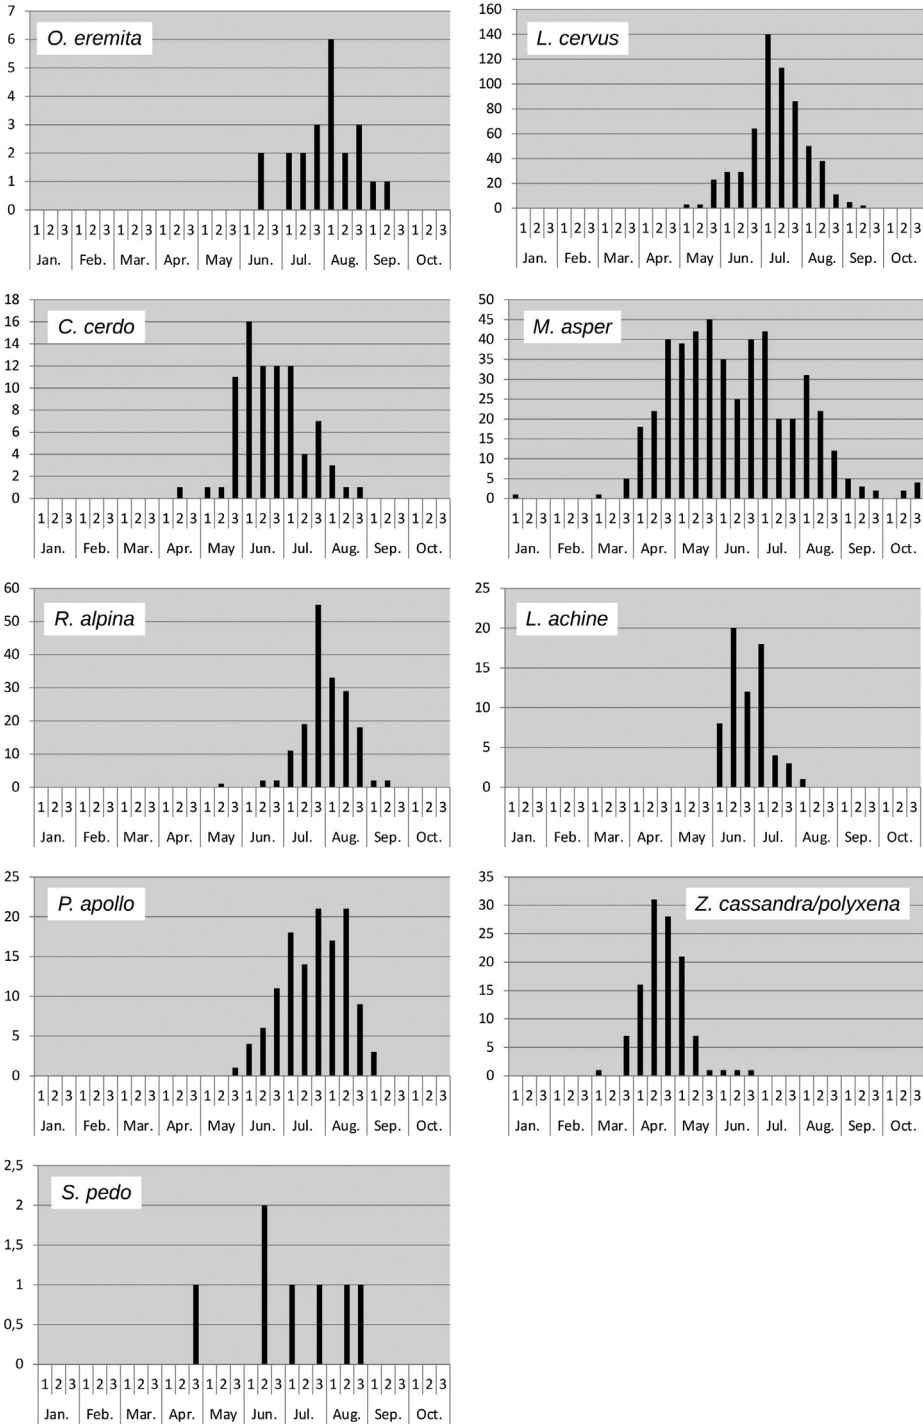 O. eremita
7
6
5
4
3
2
1
0
1 2 3 1 2 3 1 2 3 1 2 3 1 2 3 1 2 3 1 2 3 1 2 3 1 2 3 1 2 3
Jan. Feb. Mar. Apr. May Jun. Jul. Aug. Sep. Oct.
L. cervus
160
140
120
100
80
60
40
20
0
1 2 3 1 2 3 1 2 3 1 2 3 1 2 3 1 2 3 1 2 3 1 2 3 1 2 3 1 2 3
Jan. Feb. Mar. Apr. May Jun. Jul. Aug. Sep. Oct.
C. cerdo
18
16
14
12
10
8
6
4
2
0
1 2 3 1 2 3 1 2 3 1 2 3 1 2 3 1 2 3 1 2 3 1 2 3 1 2 3 1 2 3
Jan. Feb. Mar. Apr. May Jun. Jul. Aug. Sep. Oct.
M. asper
50
45
40
35
30
25
20
15
10
5
0
1 2 3 1 2 3 1 2 3 1 2 3 1 2 3 1 2 3 1 2 3 1 2 3 1 2 3 1 2 3
Jan. Feb. Mar. Apr. May Jun. Jul. Aug. Sep. Oct.
R. alpina
60
50
40
30
20
10
0
1 2 3 1 2 3 1 2 3 1 2 3 1 2 3 1 2 3 1 2 3 1 2 3 1 2 3 1 2 3
Jan. Feb. Mar. Apr. May Jun. Jul. Aug. Sep. Oct.
L. achine
25
20
15
10
5
0
1 2 3 1 2 3 1 2 3 1 2 3 1 2 3 1 2 3 1 2 3 1 2 3 1 2 3 1 2 3
Jan. Feb. Mar. Apr. May Jun. Jul. Aug. Sep. Oct.
P. apollo
25
20
15
10
5
0
1 2 3 1 2 3 1 2 3 1 2 3 1 2 3 1 2 3 1 2 3 1 2 3 1 2 3 1 2 3
Jan. Feb. Mar. Apr. May Jun. Jul. Aug. Sep. Oct.
Z. cassandra/polyxena
35
30
25
20
15
10
5
0
1 2 3 1 2 3 1 2 3 1 2 3 1 2 3 1 2 3 1 2 3 1 2 3 1 2 3 1 2 3
Jan. Feb. Mar. Apr. May Jun. Jul. Aug. Sep. Oct.
S. pedo
2,5
2
1,5
1
0,5
0
1 2 3 1 2 3 1 2 3 1 2 3 1 2 3 1 2 3 1 2 3 1 2 3 1 2 3 1 2 3
Jan. Feb. Mar. Apr. May Jun. Jul. Aug. Sep. Oct.